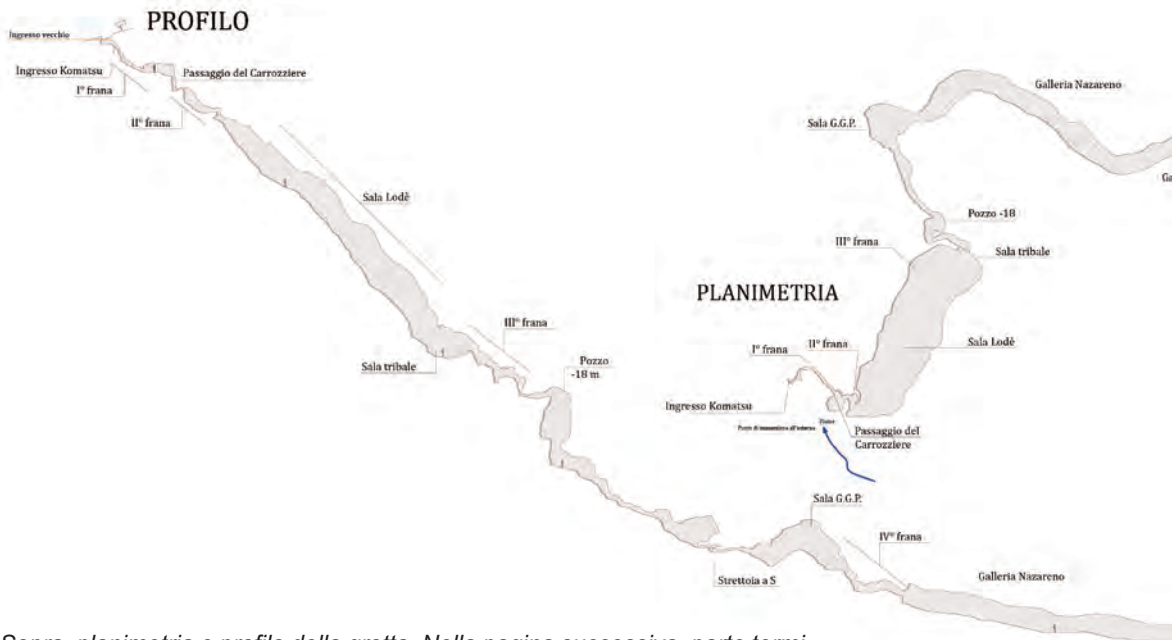 PROFILO
Ingresso vecchio
Ingresso Komatsu
I° frana
Passaggio del Carrozziere
II° frana
Sala Lodè
III° frana
Sala tribale
Pozzo
-18 m
Strettoia a S
Sala G.G.P.
IV° frana
Galleria Nazareno
PLANIMETRIA
Galleria Nazareno
Sala G.G.P.
Ga
Pozzo -18
III° frana
Sala tribale
Sala Lodè
I° frana
II° frana
Ingresso Komatsu
Passaggio del
Carrozziere
Sopra, planimetria e profilo della grotta. Nella pagina successiva, parte termi